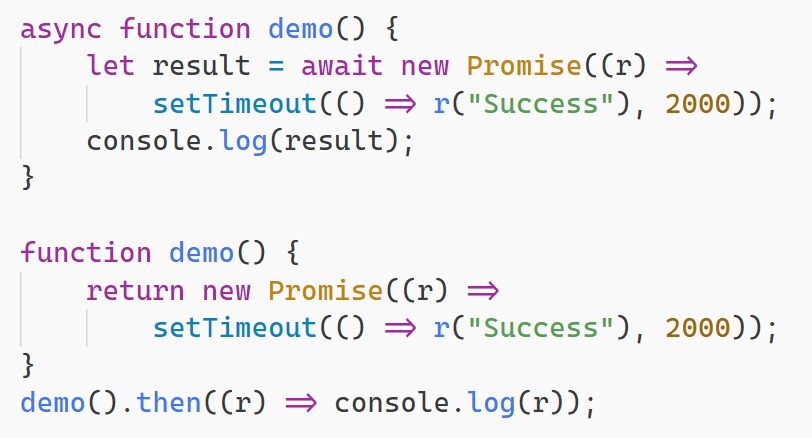 async function demo() {
    let result = await new Promise((r) =>
        setTimeout(() => r("Success"), 2000));
    console.log(result);
}

function demo() {
    return new Promise((r) =>
        setTimeout(() => r("Success"), 2000));
}
demo().then((r) => console.log(r));